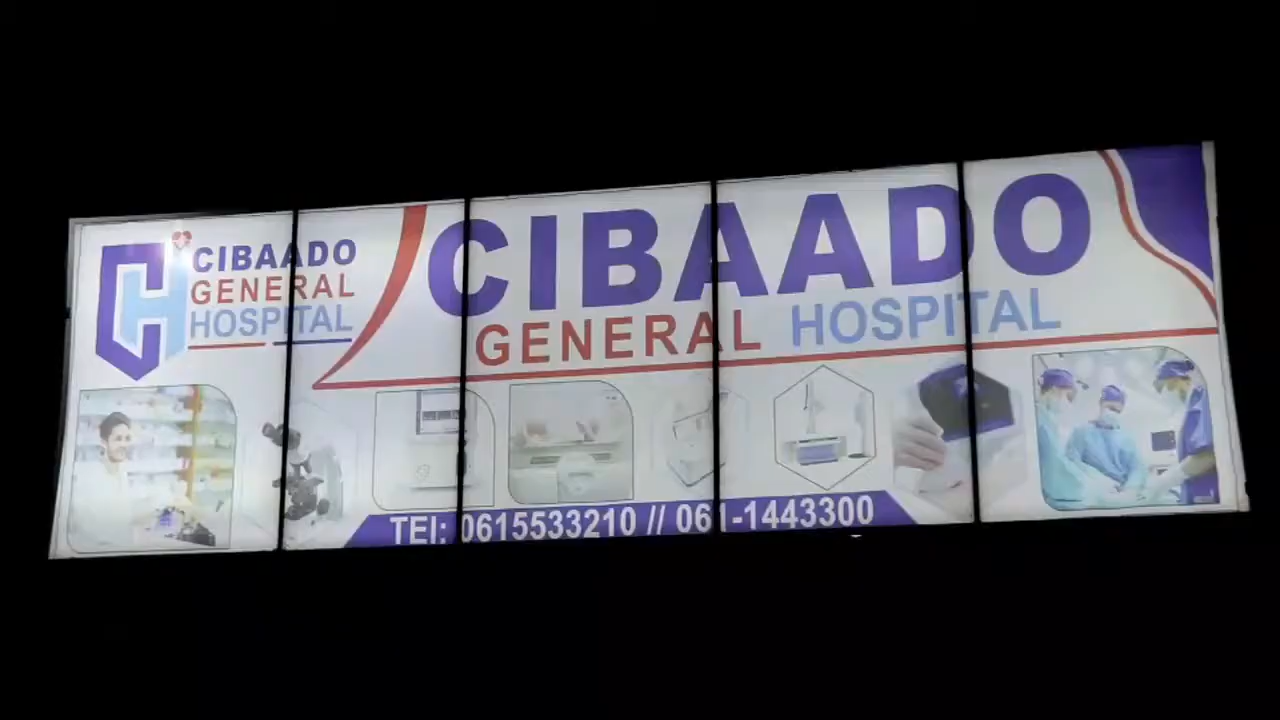 CIBAADO
GENERAL
HOSPITAL
CIBAADO
GENERAL HOSPITAL
TEl: 0615533210 // 061-1443300